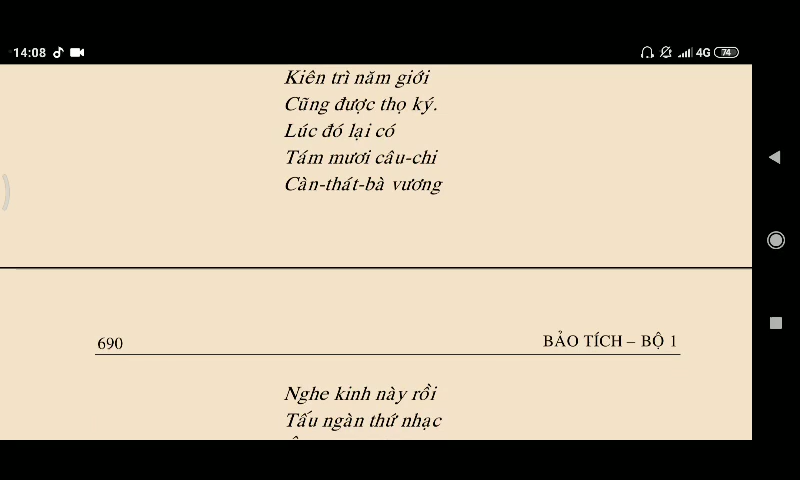 14:08
4G 74
Kiên trì năm giới
Cũng được thọ ký.
Lúc đó lại có
Tám mươi câu-chi
Càn-thát-bà vương
690 BẢO TÍCH – BỘ 1
Nghe kinh này rồi
Tấu ngàn thứ nhạc